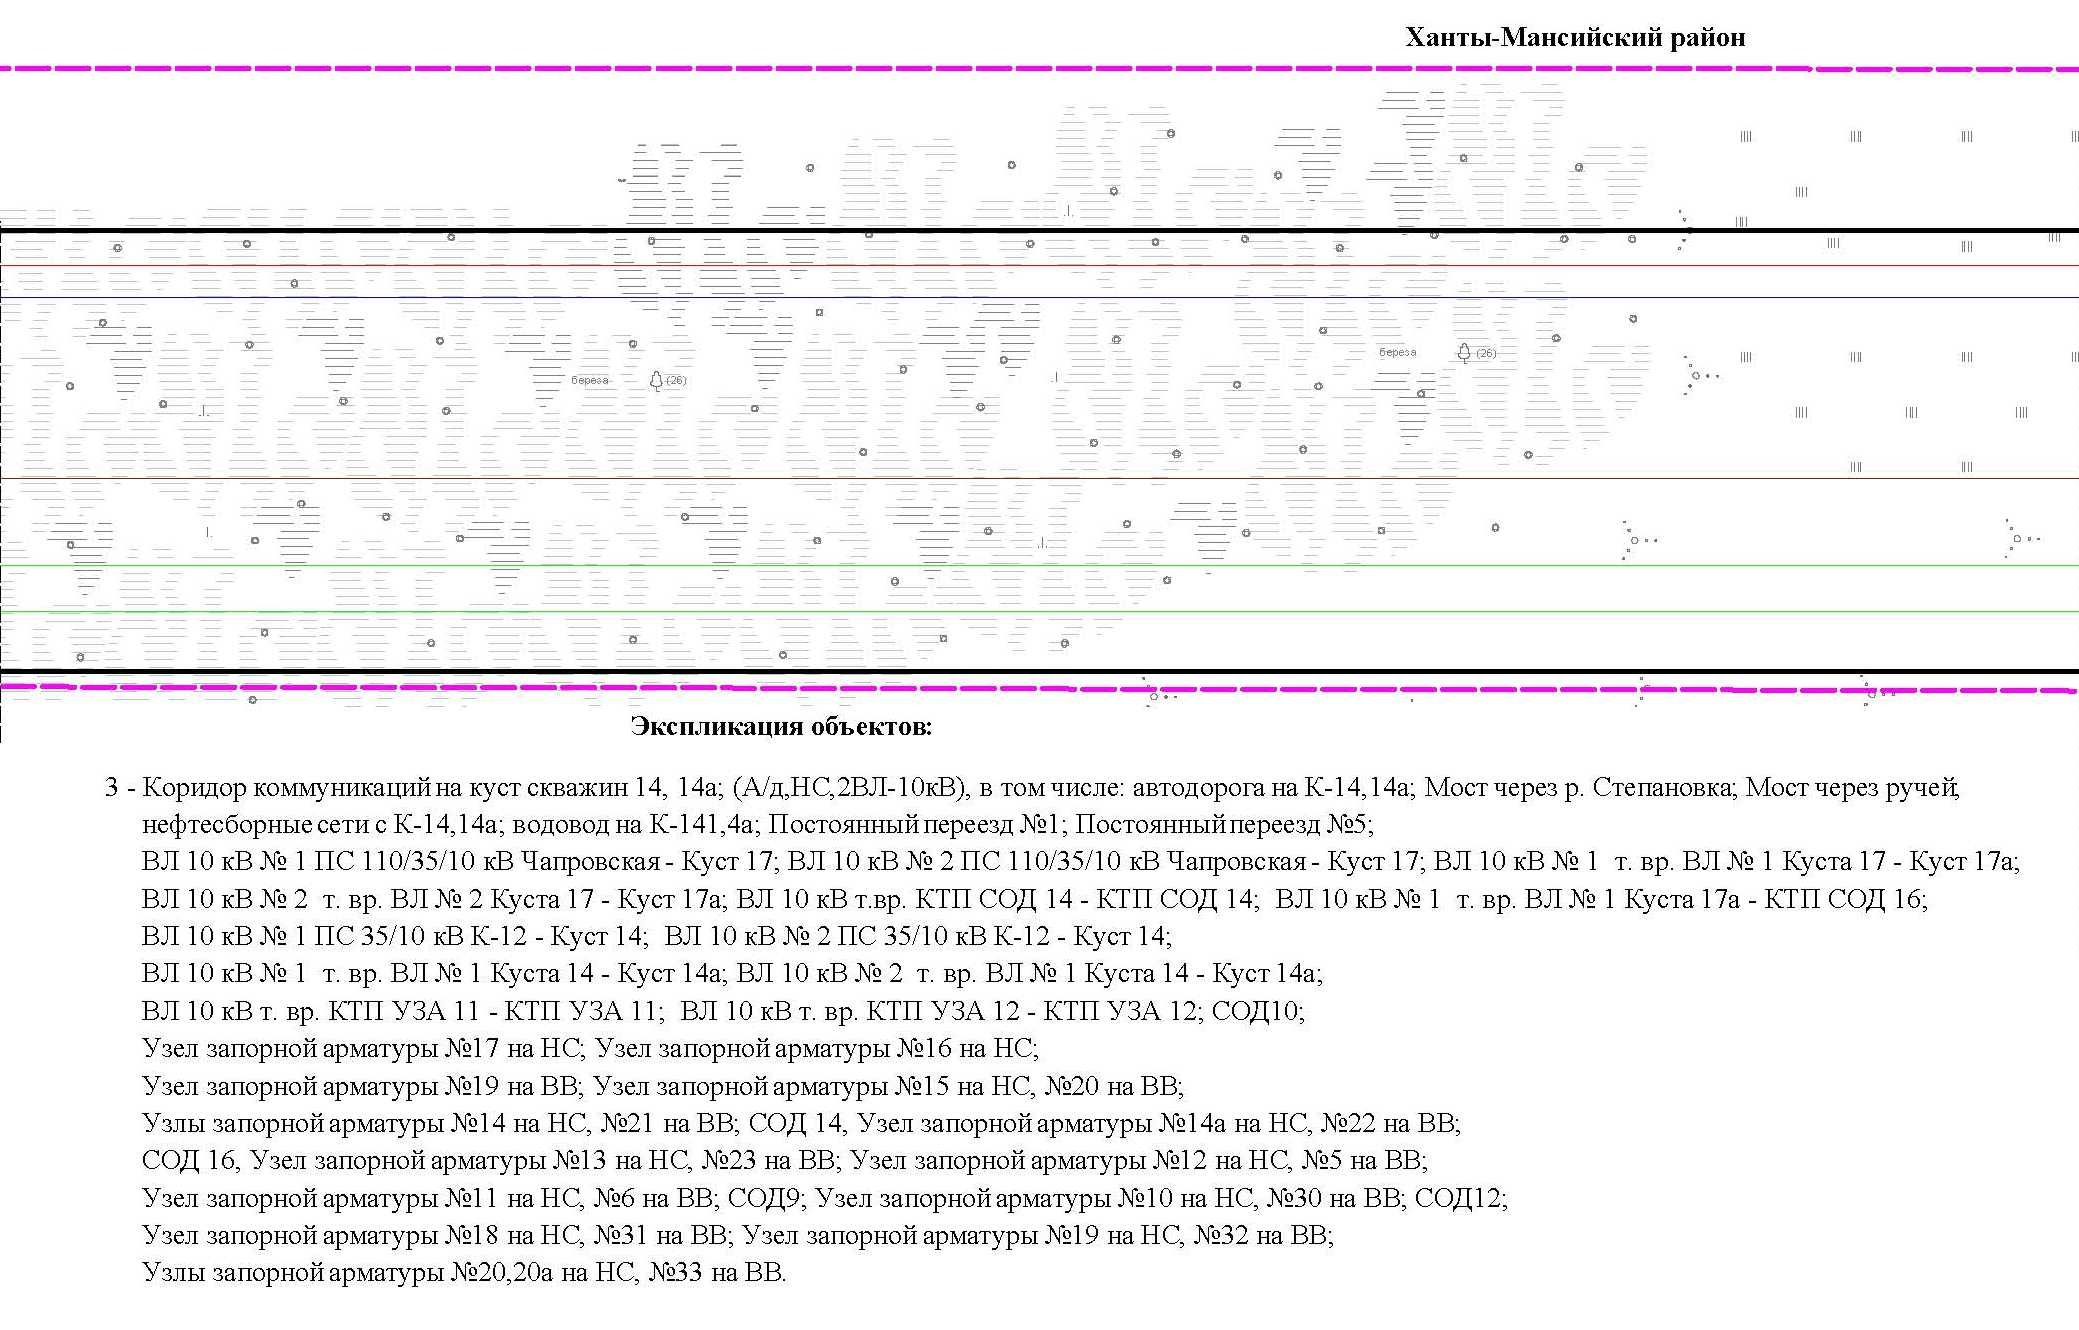 Ханты-Мансийский район
береза (26)
береза (26)
Экспликация объектов:
3 - Коридор коммуникаций на куст скважин 14, 14а; (А/д,НС,2ВЛ-10кВ), в том числе: автодорога на К-14,14а; Мост через р. Степановка; Мост через ручей;
нефтесборные сети с К-14,14а; водовод на К-141,4а; Постоянный переезд №1; Постоянный переезд №5;
ВЛ 10 кВ № 1 ПС 110/35/10 кВ Чапровская - Куст 17; ВЛ 10 кВ № 2 ПС 110/35/10 кВ Чапровская - Куст 17; ВЛ 10 кВ № 1 т. вр. ВЛ № 1 Куста 17 - Куст 17а;
ВЛ 10 кВ № 2 т. вр. ВЛ № 2 Куста 17 - Куст 17а; ВЛ 10 кВ т.вр. КТП СОД 14 - КТП СОД 14; ВЛ 10 кВ № 1 т. вр. ВЛ № 1 Куста 17а - КТП СОД 16;
ВЛ 10 кВ № 1 ПС 35/10 кВ К-12 - Куст 14; ВЛ 10 кВ № 2 ПС 35/10 кВ К-12 - Куст 14;
ВЛ 10 кВ № 1 т. вр. ВЛ № 1 Куста 14 - Куст 14а; ВЛ 10 кВ № 2 т. вр. ВЛ № 1 Куста 14 - Куст 14а;
ВЛ 10 кВ т. вр. КТП УЗА 11 - КТП УЗА 11; ВЛ 10 кВ т. вр. КТП УЗА 12 - КТП УЗА 12; СОД10;
Узел запорной арматуры №17 на НС; Узел запорной арматуры №16 на НС;
Узел запорной арматуры №19 на ВВ; Узел запорной арматуры №15 на НС, №20 на ВВ;
Узлы запорной арматуры №14 на НС, №21 на ВВ; СОД 14, Узел запорной арматуры №14а на НС, №22 на ВВ;
СОД 16, Узел запорной арматуры №13 на НС, №23 на ВВ; Узел запорной арматуры №12 на НС, №5 на ВВ;
Узел запорной арматуры №11 на НС, №6 на ВВ; СОД9; Узел запорной арматуры №10 на НС, №30 на ВВ; СОД12;
Узел запорной арматуры №18 на НС, №31 на ВВ; Узел запорной арматуры №19 на НС, №32 на ВВ;
Узлы запорной арматуры №20,20а на НС, №33 на ВВ.